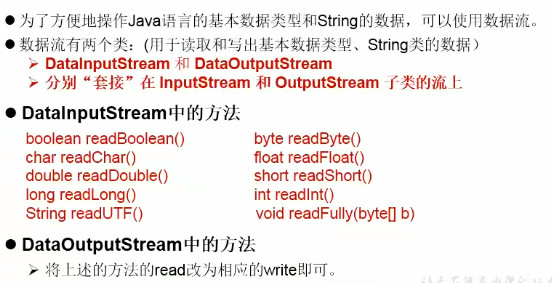 ● 为了方便地操作Java语言的基本数据类型和String的数据，可以使用数据流。
● 数据流有两个类：(用于读取和写出基本数据类型、String类的数据）
➢ DataInputStream 和 DataOutputStream
➢ 分别“套接”在 InputStream 和 OutputStream 子类的流上
● DataInputStream中的方法
boolean readBoolean() byte readByte()
char readChar() float readFloat()
double readDouble() short readShort()
long readLong() int readInt()
String readUTF() void readFully(byte[] b)
● DataOutputStream中的方法
➢ 将上述的方法的read改为相应的write即可。